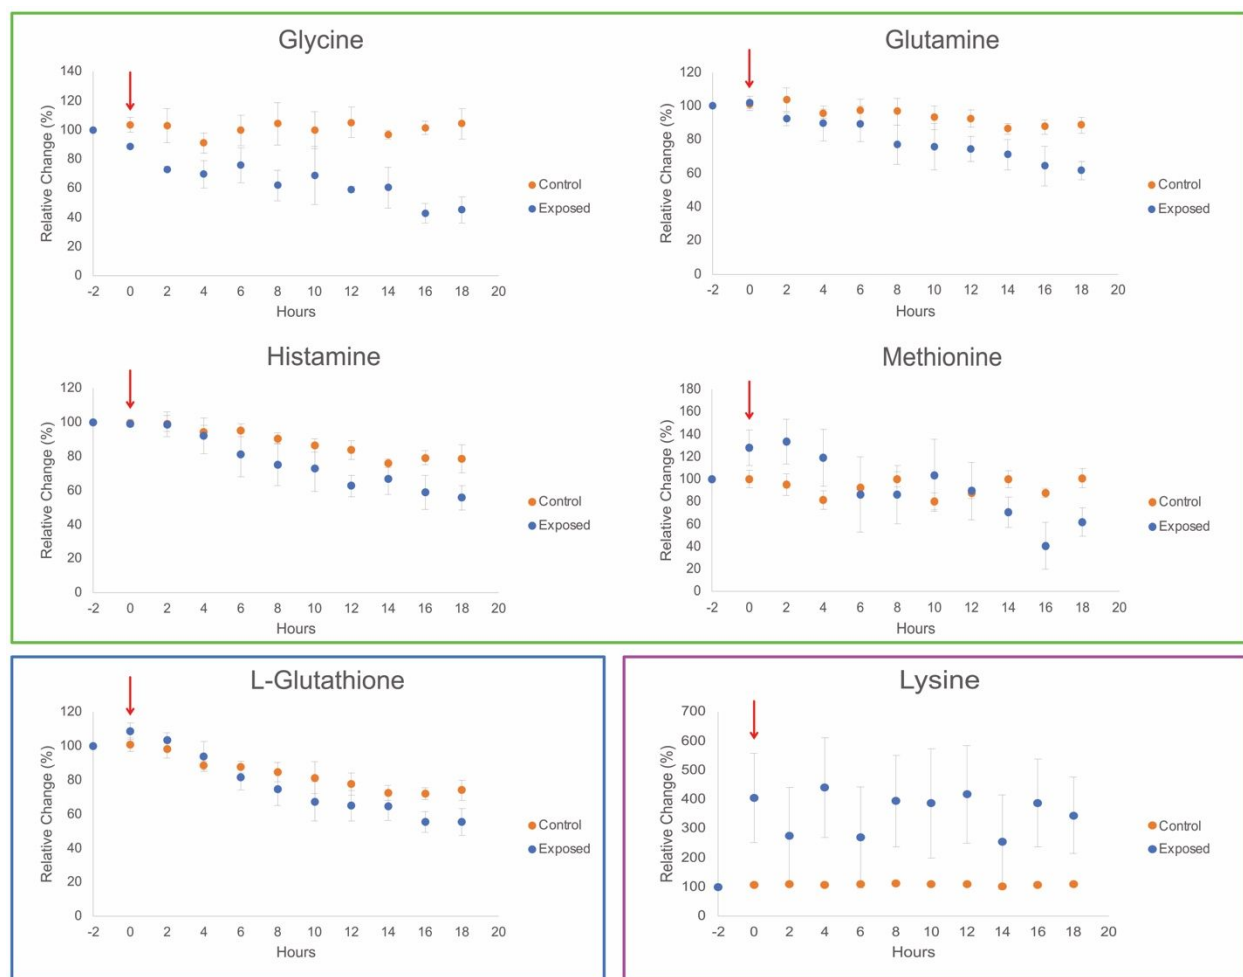 Glycine
140
120
100
80
60
40
20
0
Relative Change (%)
-2 0 2 4 6 8 10 12 14 16 18
Hours
Control
Exposed
Glutamine
120
100
80
60
40
20
0
Relative Change (%)
-2 0 2 4 6 8 10 12 14 16 18 20
Hours
Control
Exposed
Histamine
120
100
80
60
40
20
0
Relative Change (%)
-2 0 2 4 6 8 10 12 14 16 18 20
Hours
Control
Exposed
Methionine
180
160
140
120
100
80
60
40
20
0
Relative Change (%)
-2 0 2 4 6 8 10 12 14 16 18 20
Hours
Control
Exposed
L-Glutathione
120
100
80
60
40
20
0
Relative Change (%)
-2 0 2 4 6 8 10 12 14 16 18 20
Hours
Control
Exposed
Lysine
700
600
500
400
300
200
100
0
Relative Change (%)
-2 0 2 4 6 8 10 12 14 16 18 20
Hours
Control
Exposed